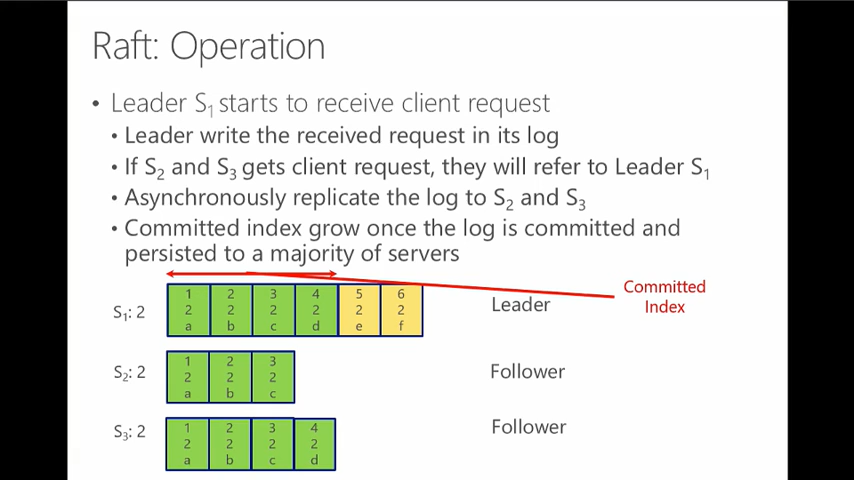 Raft: Operation
• Leader S1 starts to receive client request
• Leader write the received request in its log
• If S2 and S3 gets client request, they will refer to Leader S1
• Asynchronously replicate the log to S2 and S3
• Committed index grow once the log is committed and
persisted to a majority of servers
Committed
Index
S1: 2
1 2 3 4 5 6
2 2 2 2 2 2
a b c d e f
Leader
S2: 2
1 2 3
2 2 2
a b c
Follower
S3: 2
1 2 3 4
2 2 2 2
a b c d
Follower